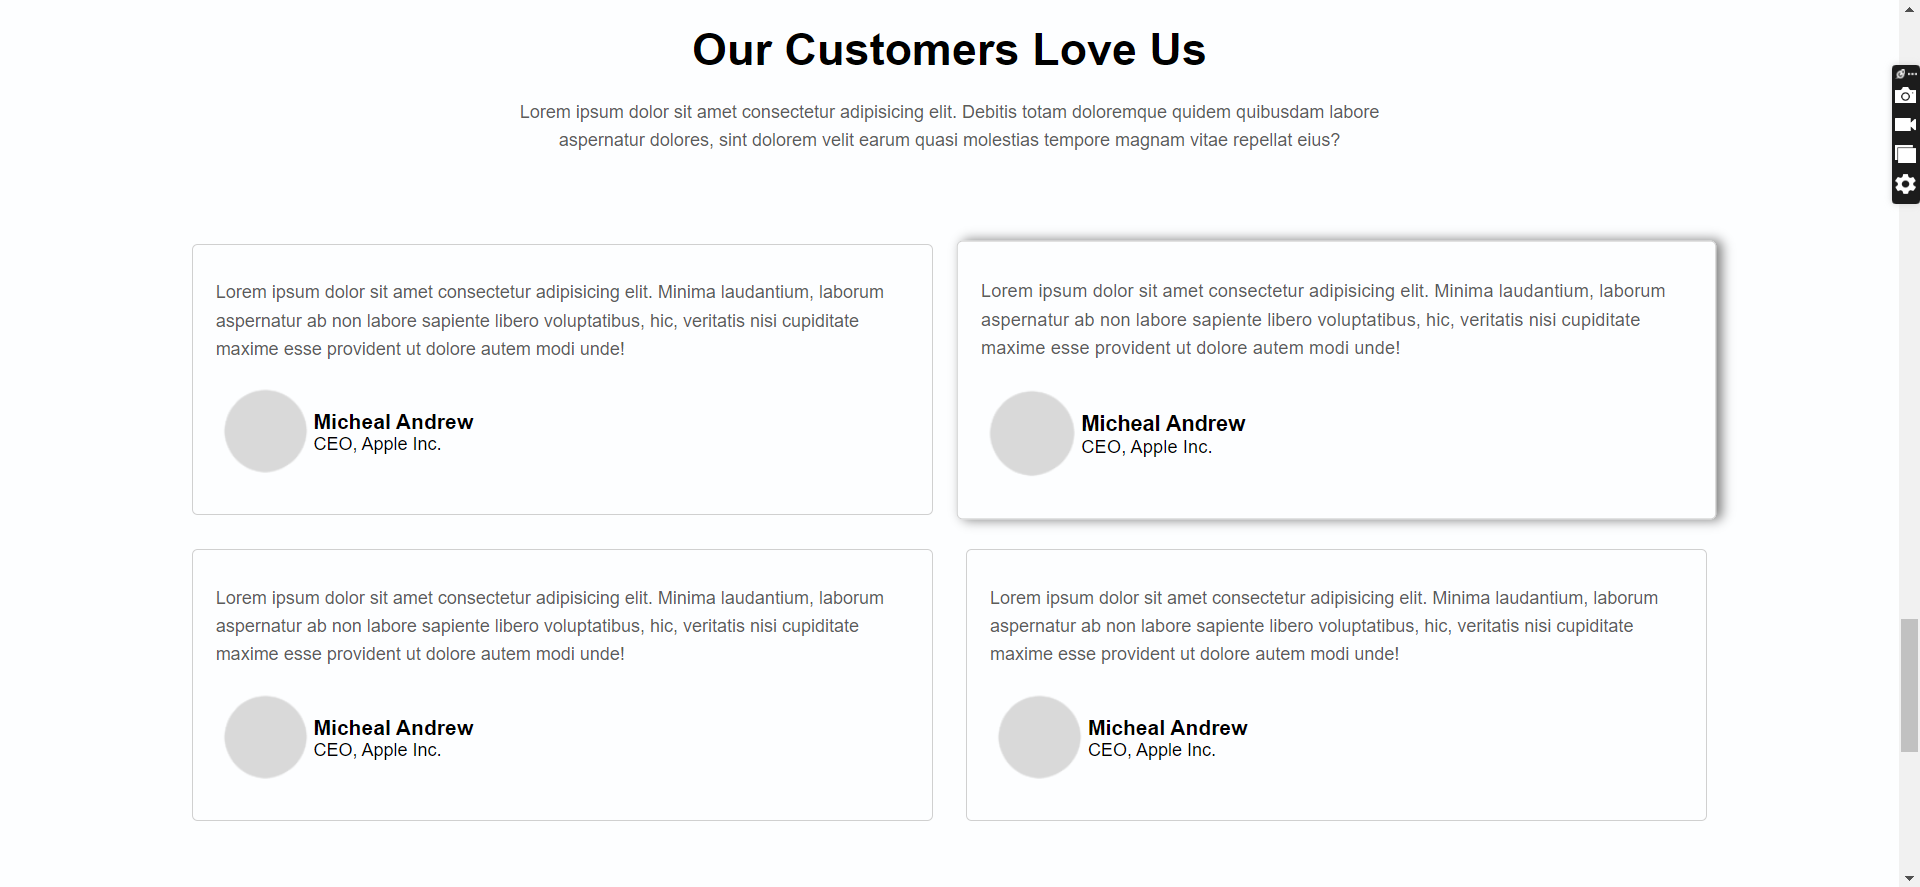 Our Customers Love Us
Lorem ipsum dolor sit amet consectetur adipisicing elit. Debitis totam doloremque quidem quibusdam labore
aspernatur dolores, sint dolorem velit earum quasi molestias tempore magnam vitae repellat eius?
Lorem ipsum dolor sit amet consectetur adipisicing elit. Minima laudantium, laborum
aspernatur ab non labore sapiente libero voluptatibus, hic, veritatis nisi cupiditate
maxime esse provident ut dolore autem modi unde!
Micheal Andrew
CEO, Apple Inc.
Lorem ipsum dolor sit amet consectetur adipisicing elit. Minima laudantium, laborum
aspernatur ab non labore sapiente libero voluptatibus, hic, veritatis nisi cupiditate
maxime esse provident ut dolore autem modi unde!
Micheal Andrew
CEO, Apple Inc.
Lorem ipsum dolor sit amet consectetur adipisicing elit. Minima laudantium, laborum
aspernatur ab non labore sapiente libero voluptatibus, hic, veritatis nisi cupiditate
maxime esse provident ut dolore autem modi unde!
Micheal Andrew
CEO, Apple Inc.
Lorem ipsum dolor sit amet consectetur adipisicing elit. Minima laudantium, laborum
aspernatur ab non labore sapiente libero voluptatibus, hic, veritatis nisi cupiditate
maxime esse provident ut dolore autem modi unde!
Micheal Andrew
CEO, Apple Inc.